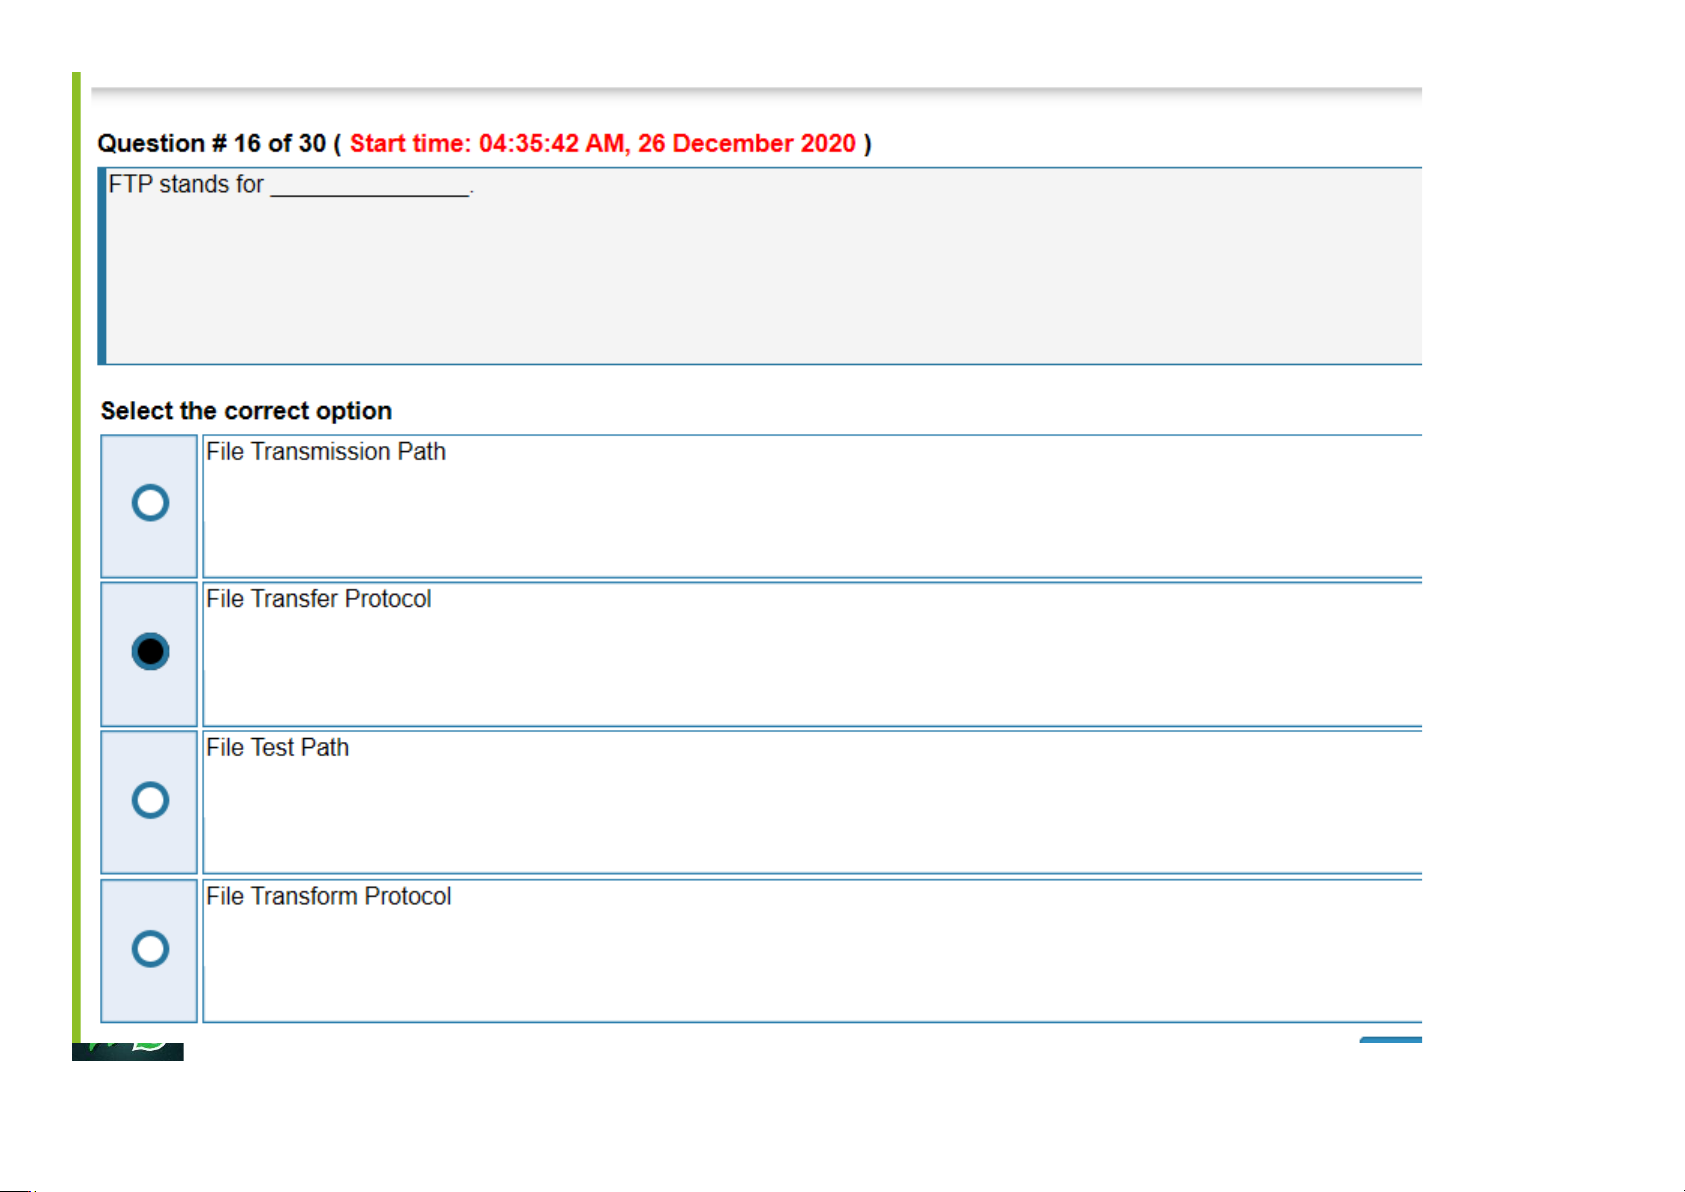 Question # 16 of 30 ( Start time: 04:35:42 AM, 26 December 2020 )
FTP stands for _______________.
Select the correct option
File Transmission Path
File Transfer Protocol
File Test Path
File Transform Protocol